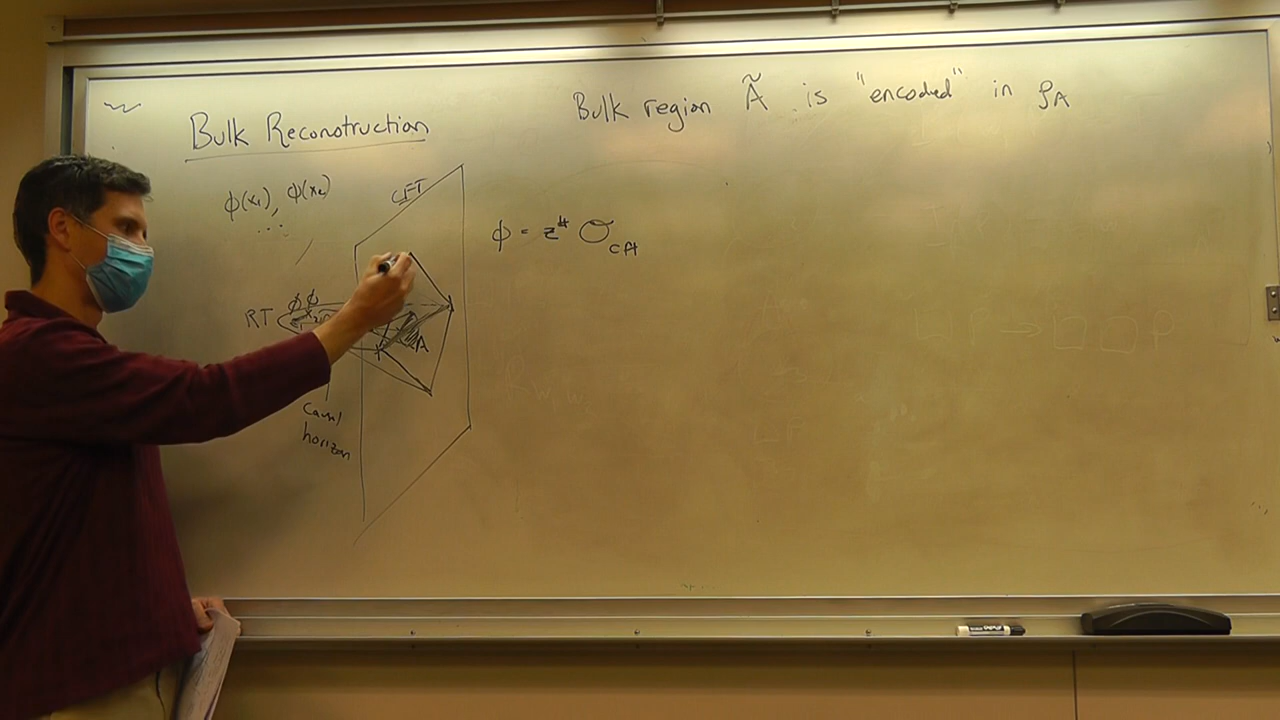 Bulk Reconstruction
Bulk region Ã is "encoded" in ρ_A
ϕ(x₁), ϕ(x₂)
...
CFT
ϕ = z^# O_CFT
ϕ ϕ
RT
A
causal
horizon